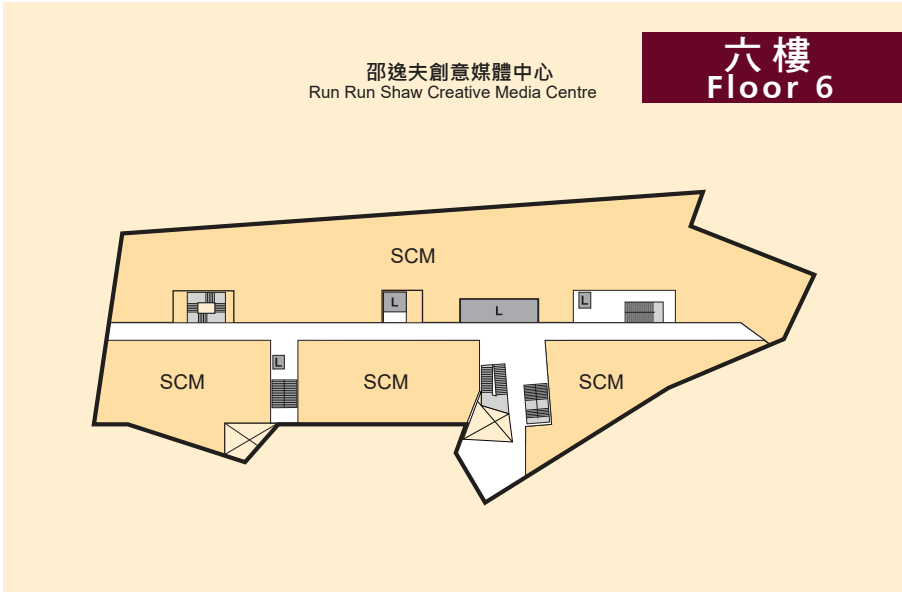 邵逸夫創意媒體中心
Run Run Shaw Creative Media Centre
六樓
Floor 6
SCM
L
L
L
L
SCM
SCM
SCM